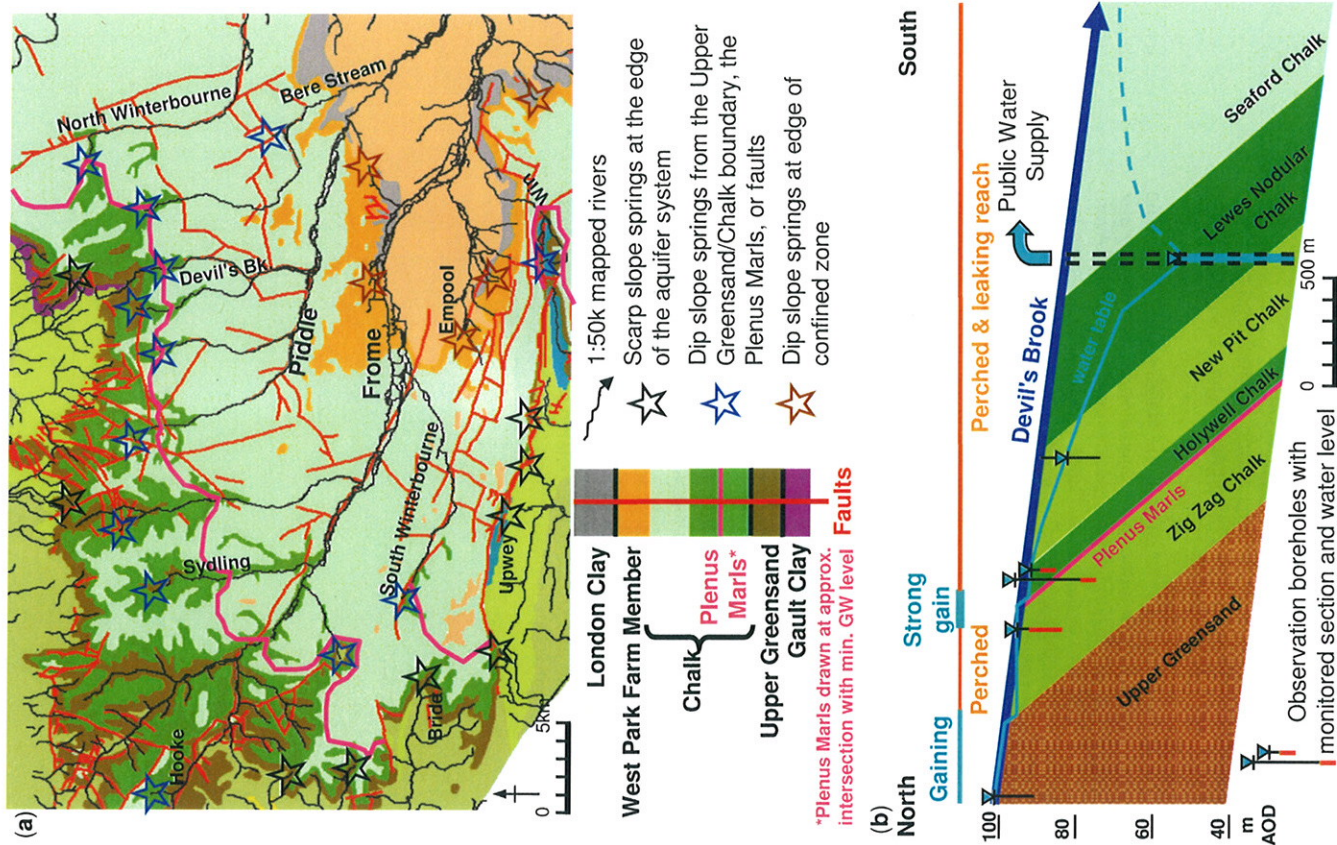 (a)
North Winterbourne
Bere Stream
Devil's Bk
Piddle
Frome
Empool
Win
Sydling
South Winterbourne
Upwey
Hooke
Bride
0
5km
London Clay
West Park Farm Member
Chalk
Plenus
Marls*
Upper Greensand
Gault Clay
Faults
*Plenus Marls drawn at approx.
intersection with min. GW level
1:50k mapped rivers
Scarp slope springs at the edge
of the aquifer system
Dip slope springs from the Upper
Greensand/Chalk boundary, the
Plenus Marls, or faults
Dip slope springs at edge of
confined zone
(b)
North
South
Gaining
Perched
Strong
gain
Perched & leaking reach
Public Water
Supply
Devil's Brook
water table
Upper Greensand
Zig Zag Chalk
Plenus Marls
Holywell Chalk
New Pit Chalk
Lewes Nodular
Chalk
Seaford Chalk
100
80
60
40
m
AOD
0
500 m
Observation boreholes with
monitored section and water level